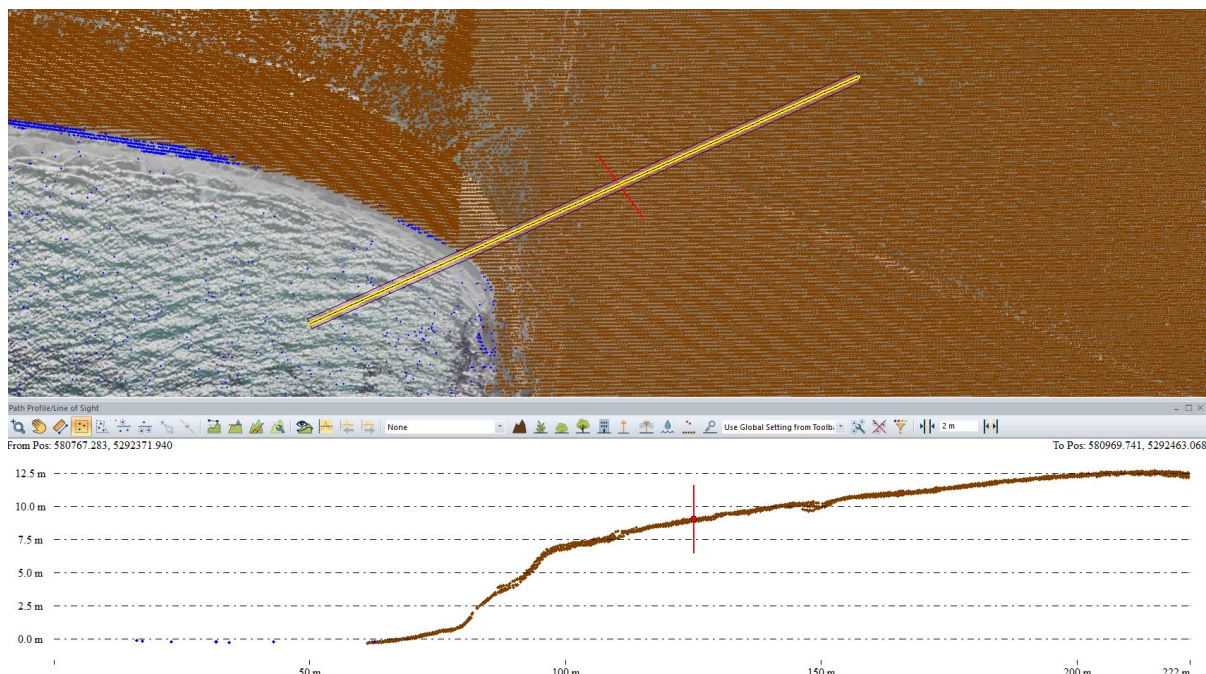 Path Profile/Line of Sight
None
Use Global Setting from Toolb
2 m
From Pos: 580767.283, 5292371.940
To Pos: 580969.741, 5292463.068
12.5 m
10.0 m
7.5 m
5.0 m
2.5 m
0.0 m
50 m
100 m
150 m
200 m
222 m